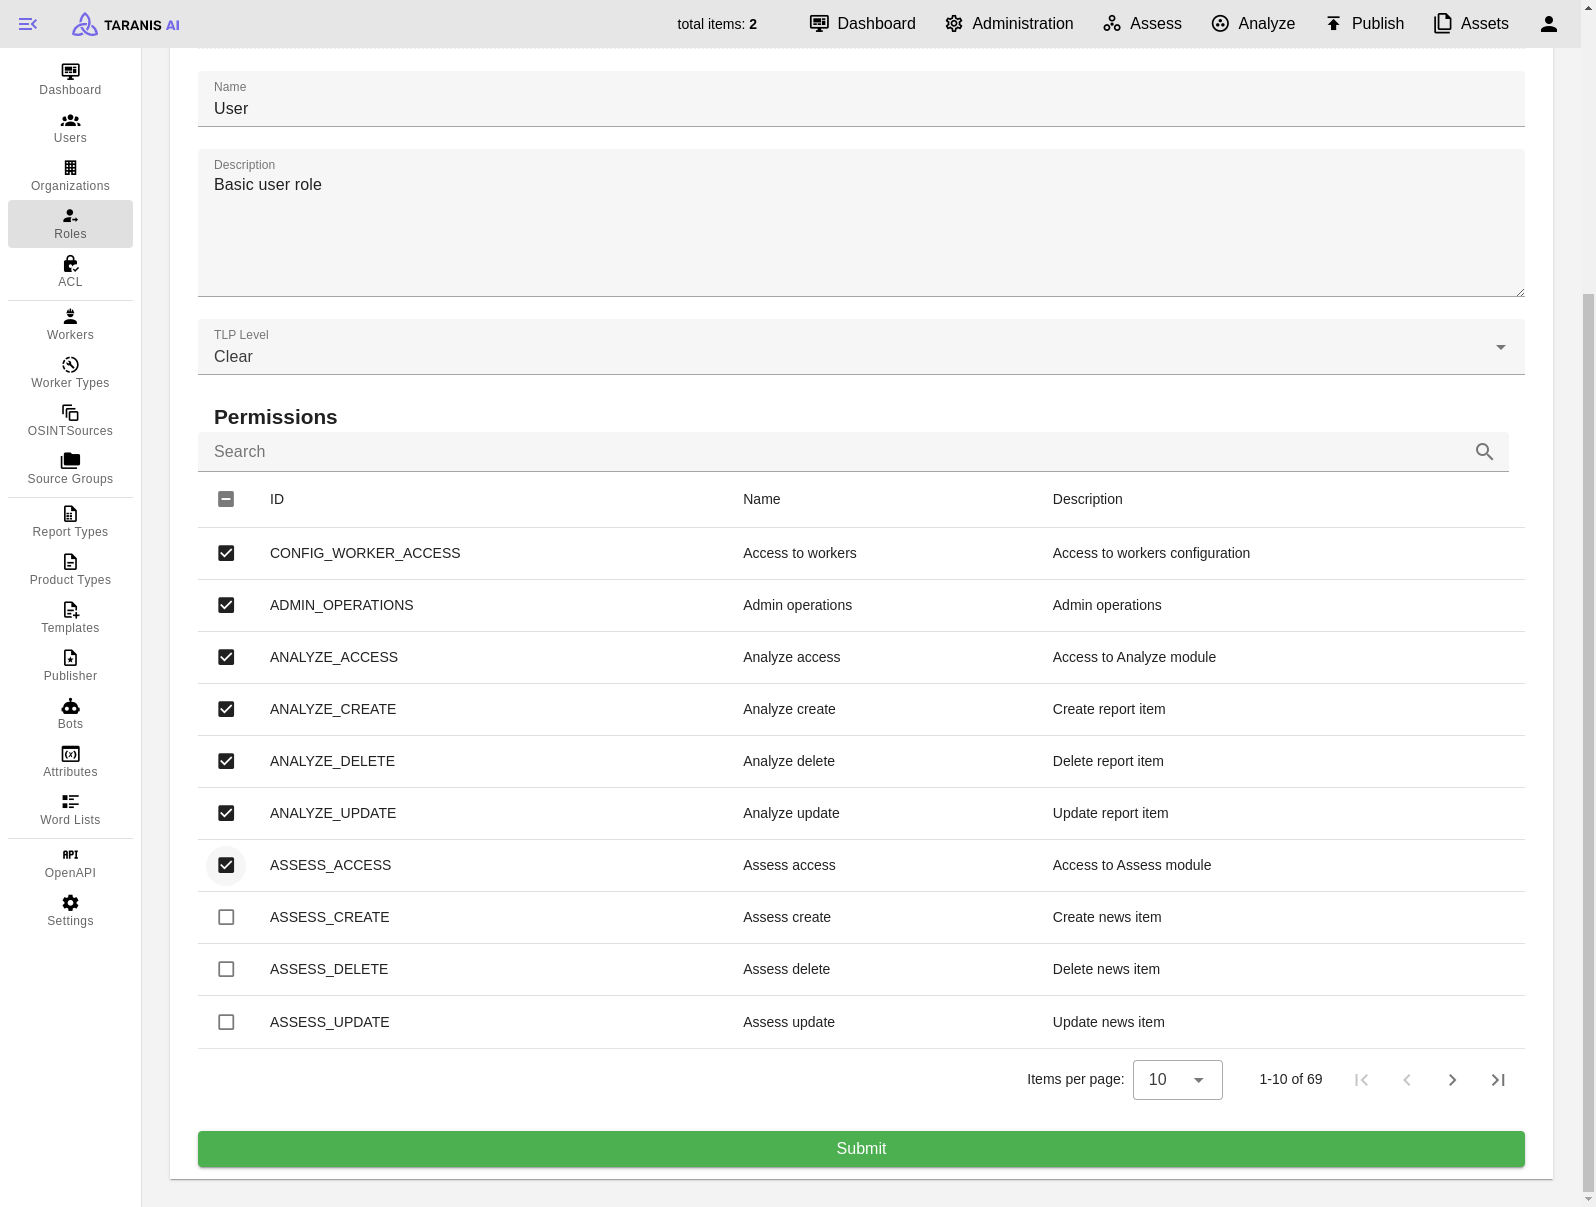 TARANIS AI
total items: 2
Dashboard
Administration
Assess
Analyze
Publish
Assets
Dashboard
Users
Organizations
Roles
ACL
Workers
Worker Types
OSINTSources
Source Groups
Report Types
Product Types
Templates
Publisher
Bots
Attributes
Word Lists
API
OpenAPI
Settings
Name
User
Description
Basic user role
TLP Level
Clear
Permissions
Search
ID Name Description
CONFIG_WORKER_ACCESS Access to workers Access to workers configuration
ADMIN_OPERATIONS Admin operations Admin operations
ANALYZE_ACCESS Analyze access Access to Analyze module
ANALYZE_CREATE Analyze create Create report item
ANALYZE_DELETE Analyze delete Delete report item
ANALYZE_UPDATE Analyze update Update report item
ASSESS_ACCESS Assess access Access to Assess module
ASSESS_CREATE Assess create Create news item
ASSESS_DELETE Assess delete Delete news item
ASSESS_UPDATE Assess update Update news item
Items per page: 10 1-10 of 69
Submit